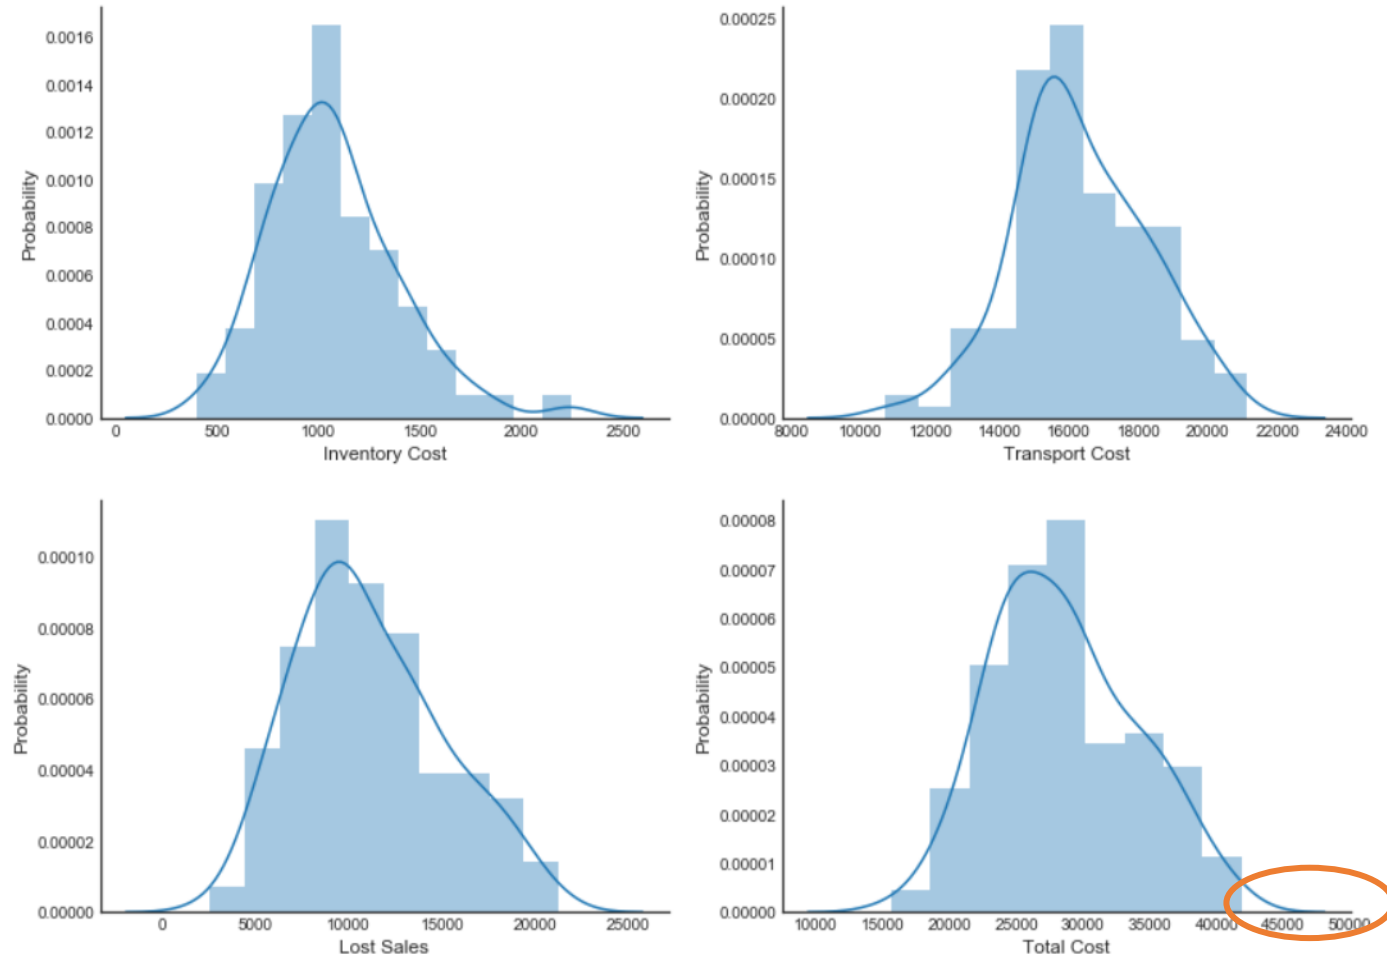 0.0016
0.0014
0.0012
0.0010
0.0008
0.0006
0.0004
0.0002
0.0000
Probability
0 500 1000 1500 2000 2500
Inventory Cost
0.00025
0.00020
0.00015
0.00010
0.00005
0.00000
Probability
8000 10000 12000 14000 16000 18000 20000 22000 24000
Transport Cost
0.00010
0.00008
0.00006
0.00004
0.00002
0.00000
Probability
0 5000 10000 15000 20000 25000
Lost Sales
0.00008
0.00007
0.00006
0.00005
0.00004
0.00003
0.00002
0.00001
0.00000
Probability
10000 15000 20000 25000 30000 35000 40000 45000 50000
Total Cost